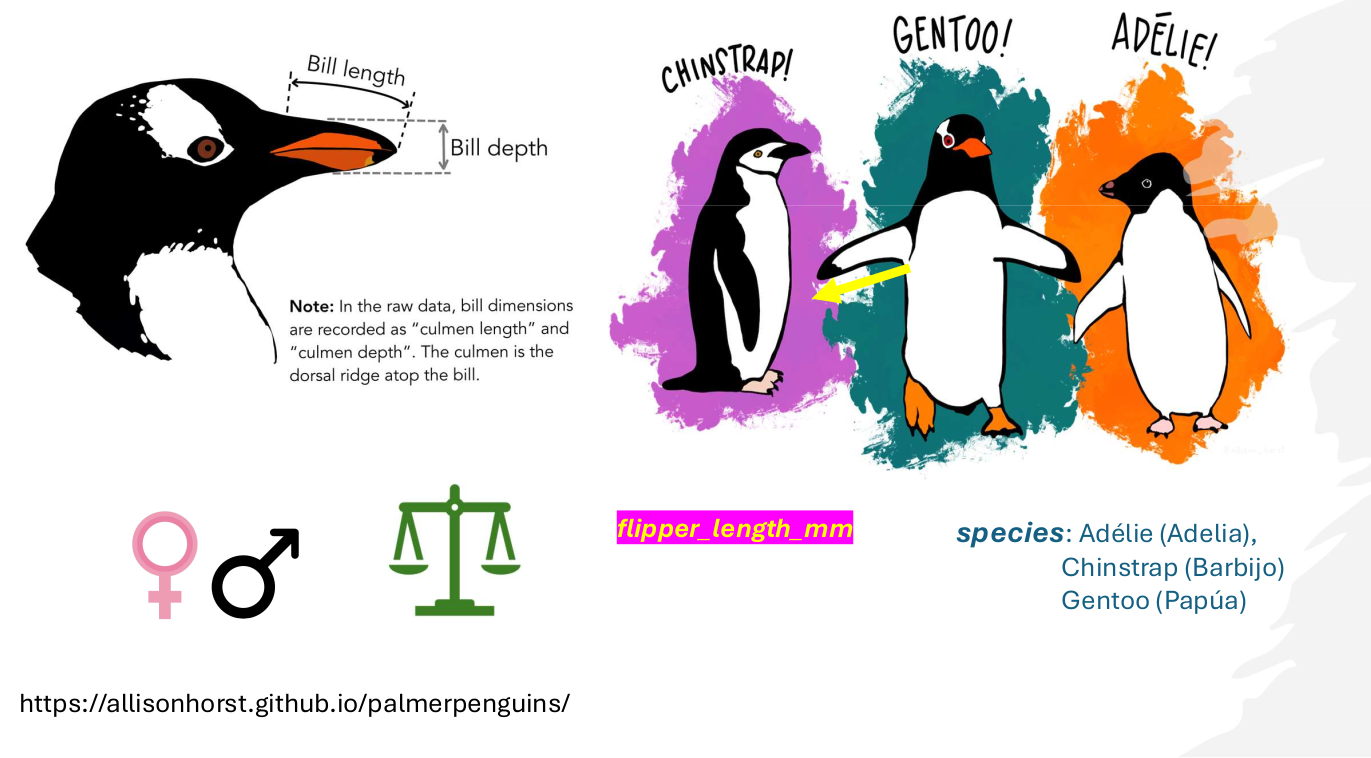 Bill length
Bill depth
Note: In the raw data, bill dimensions
are recorded as “culmen length” and
“culmen depth”. The culmen is the
dorsal ridge atop the bill.
CHINSTRAP!
GENTOO!
ADĒLIE!
flipper_length_mm
species: Adélie (Adelia),
Chinstrap (Barbijo)
Gentoo (Papúa)
https://allisonhorst.github.io/palmerpenguins/